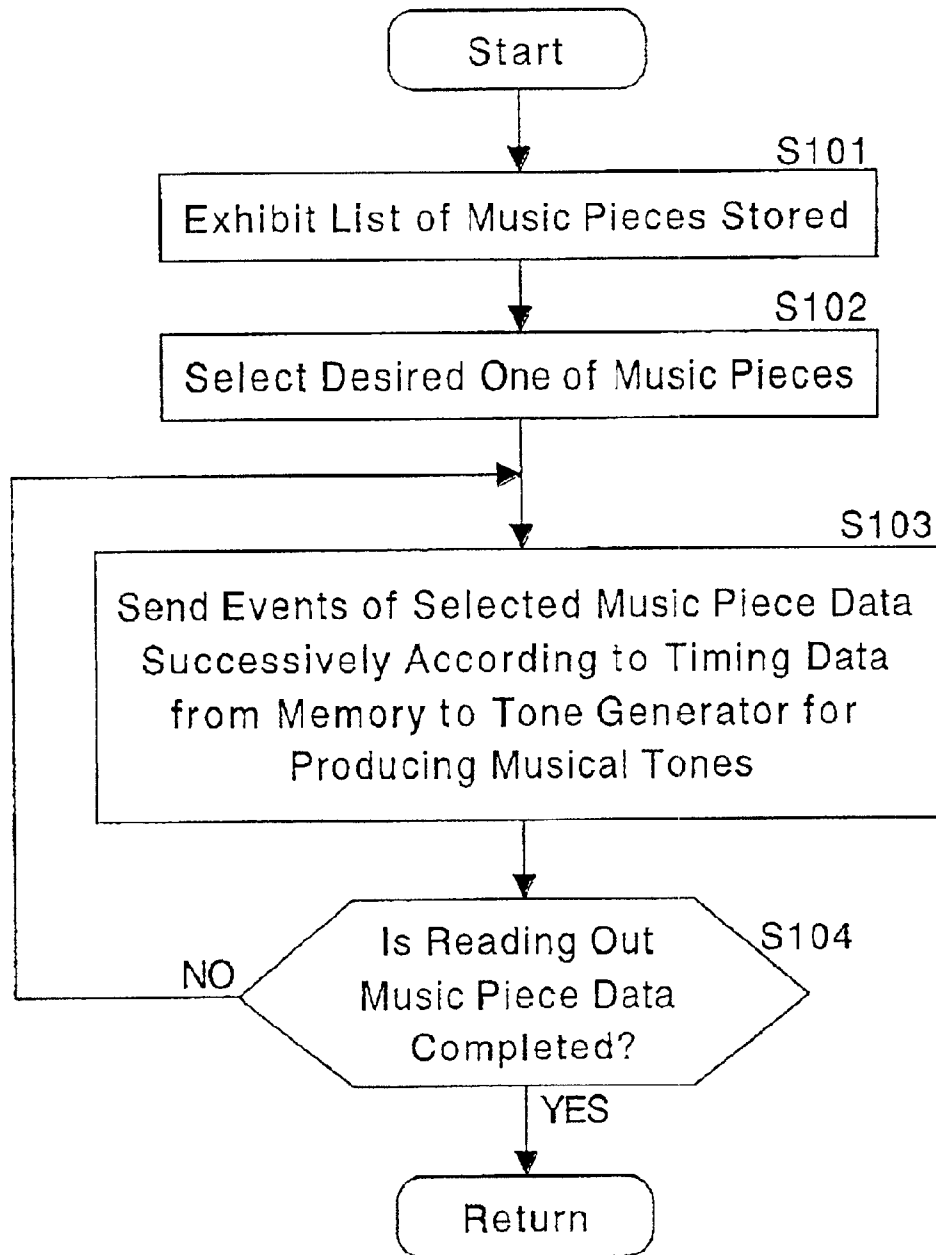 Start
S101
Exhibit List of Music Pieces Stored
S102
Select Desired One of Music Pieces
S103
Send Events of Selected Music Piece Data
Successively According to Timing Data
from Memory to Tone Generator for
Producing Musical Tones
S104
Is Reading Out
Music Piece Data
Completed?
NO
YES
Return